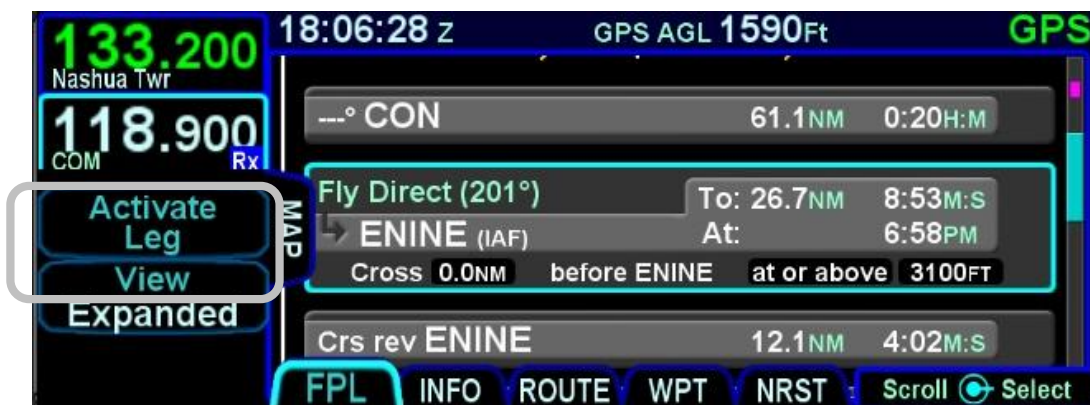 133.200
Nashua Twr
118.900
COM Rx
Activate
Leg
View
Expanded
MAP
18:06:28 Z GPS AGL 1590Ft GPS
---° CON 61.1NM 0:20H:M
Fly Direct (201°) To: 26.7NM 8:53M:S
ENINE (IAF) At: 6:58PM
Cross 0.0NM before ENINE at or above 3100FT
Crs rev ENINE 12.1NM 4:02M:S
FPL INFO ROUTE WPT NRST Scroll Select